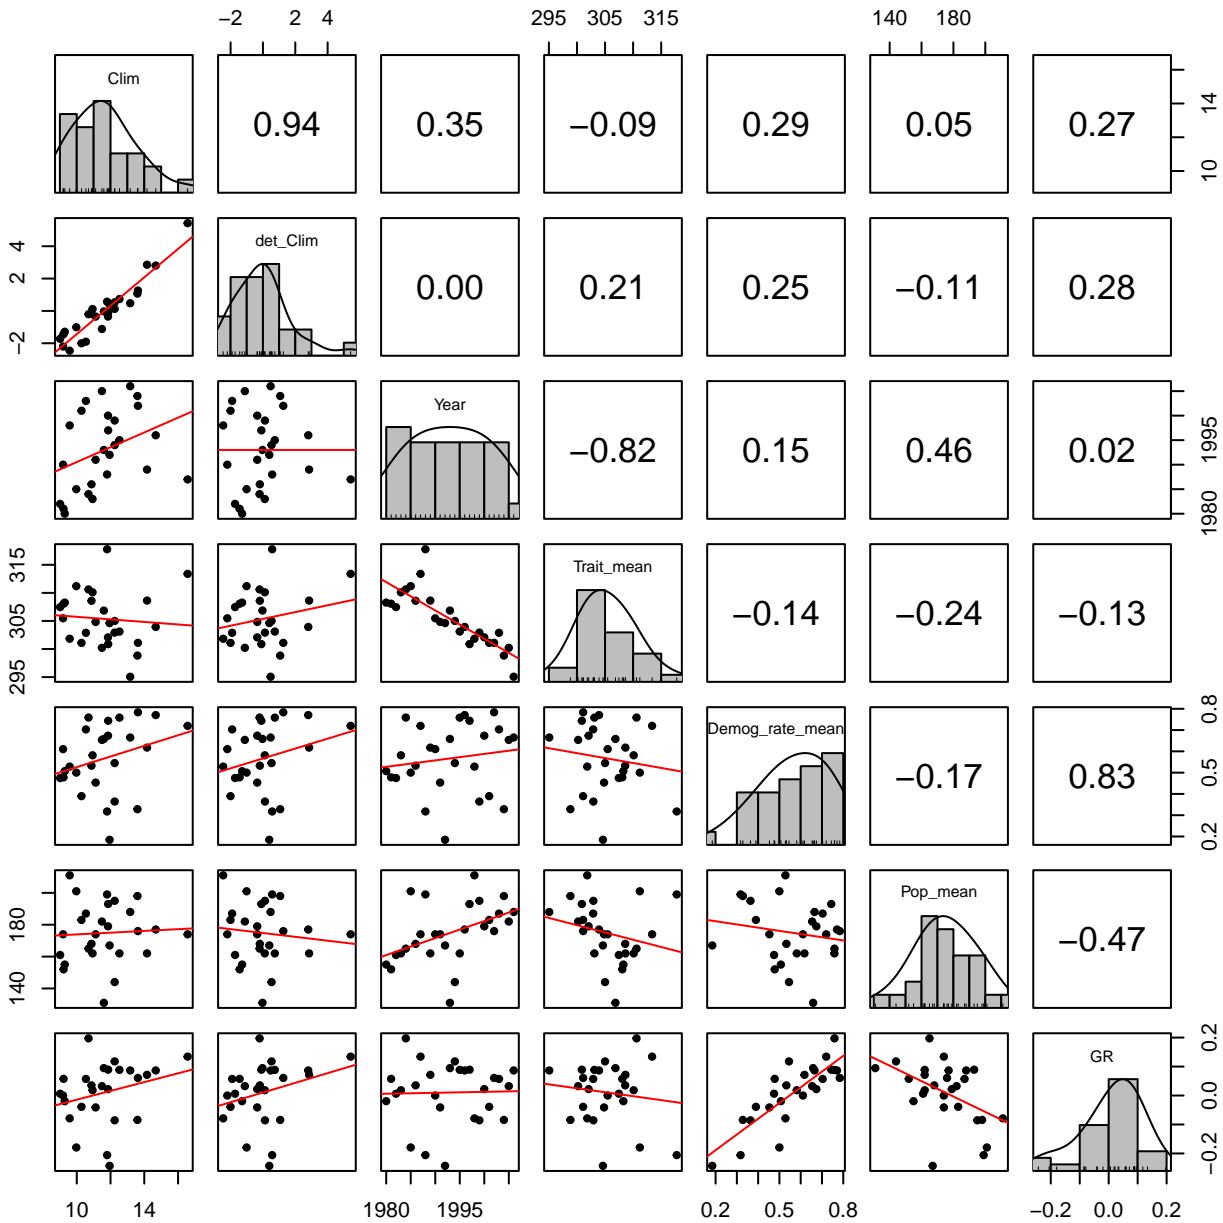 −2 2 4 295 305 315 140 180
Clim 0.94 0.35 −0.09 0.29 0.05 0.27 10 14
−2 2 4 det_Clim 0.00 0.21 0.25 −0.11 0.28
Year −0.82 0.15 0.46 0.02 1980 1995
295 305 315 Trait_mean −0.14 −0.24 −0.13
Demog_rate_mean −0.17 0.83 0.2 0.5 0.8
140 180 Pop_mean −0.47
GR −0.2 0.0 0.2
10 14 1980 1995 0.2 0.5 0.8 −0.2 0.0 0.2